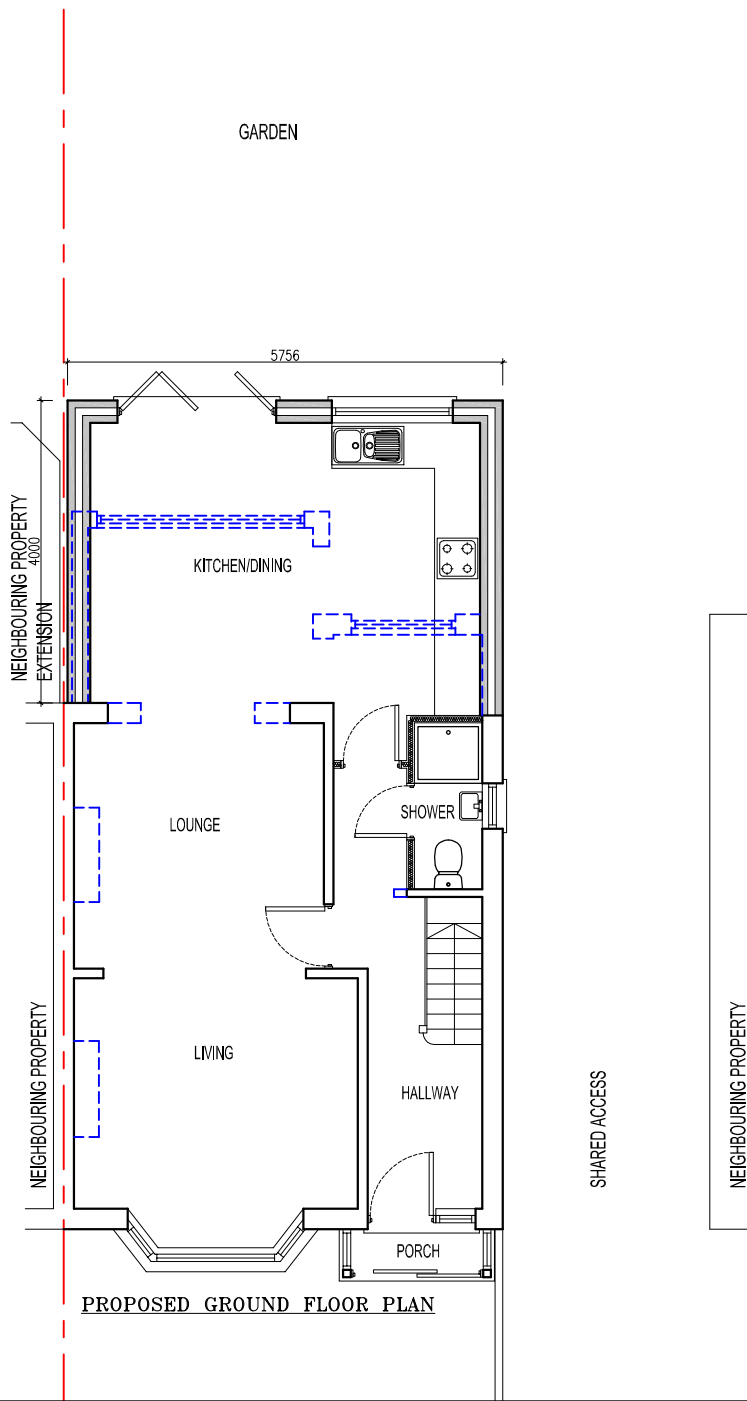 GARDEN
5756
NEIGHBOURING PROPERTY
EXTENSION
4000
KITCHEN/DINING
LOUNGE
SHOWER
LIVING
HALLWAY
NEIGHBOURING PROPERTY
SHARED ACCESS
NEIGHBOURING PROPERTY
PORCH
PROPOSED GROUND FLOOR PLAN